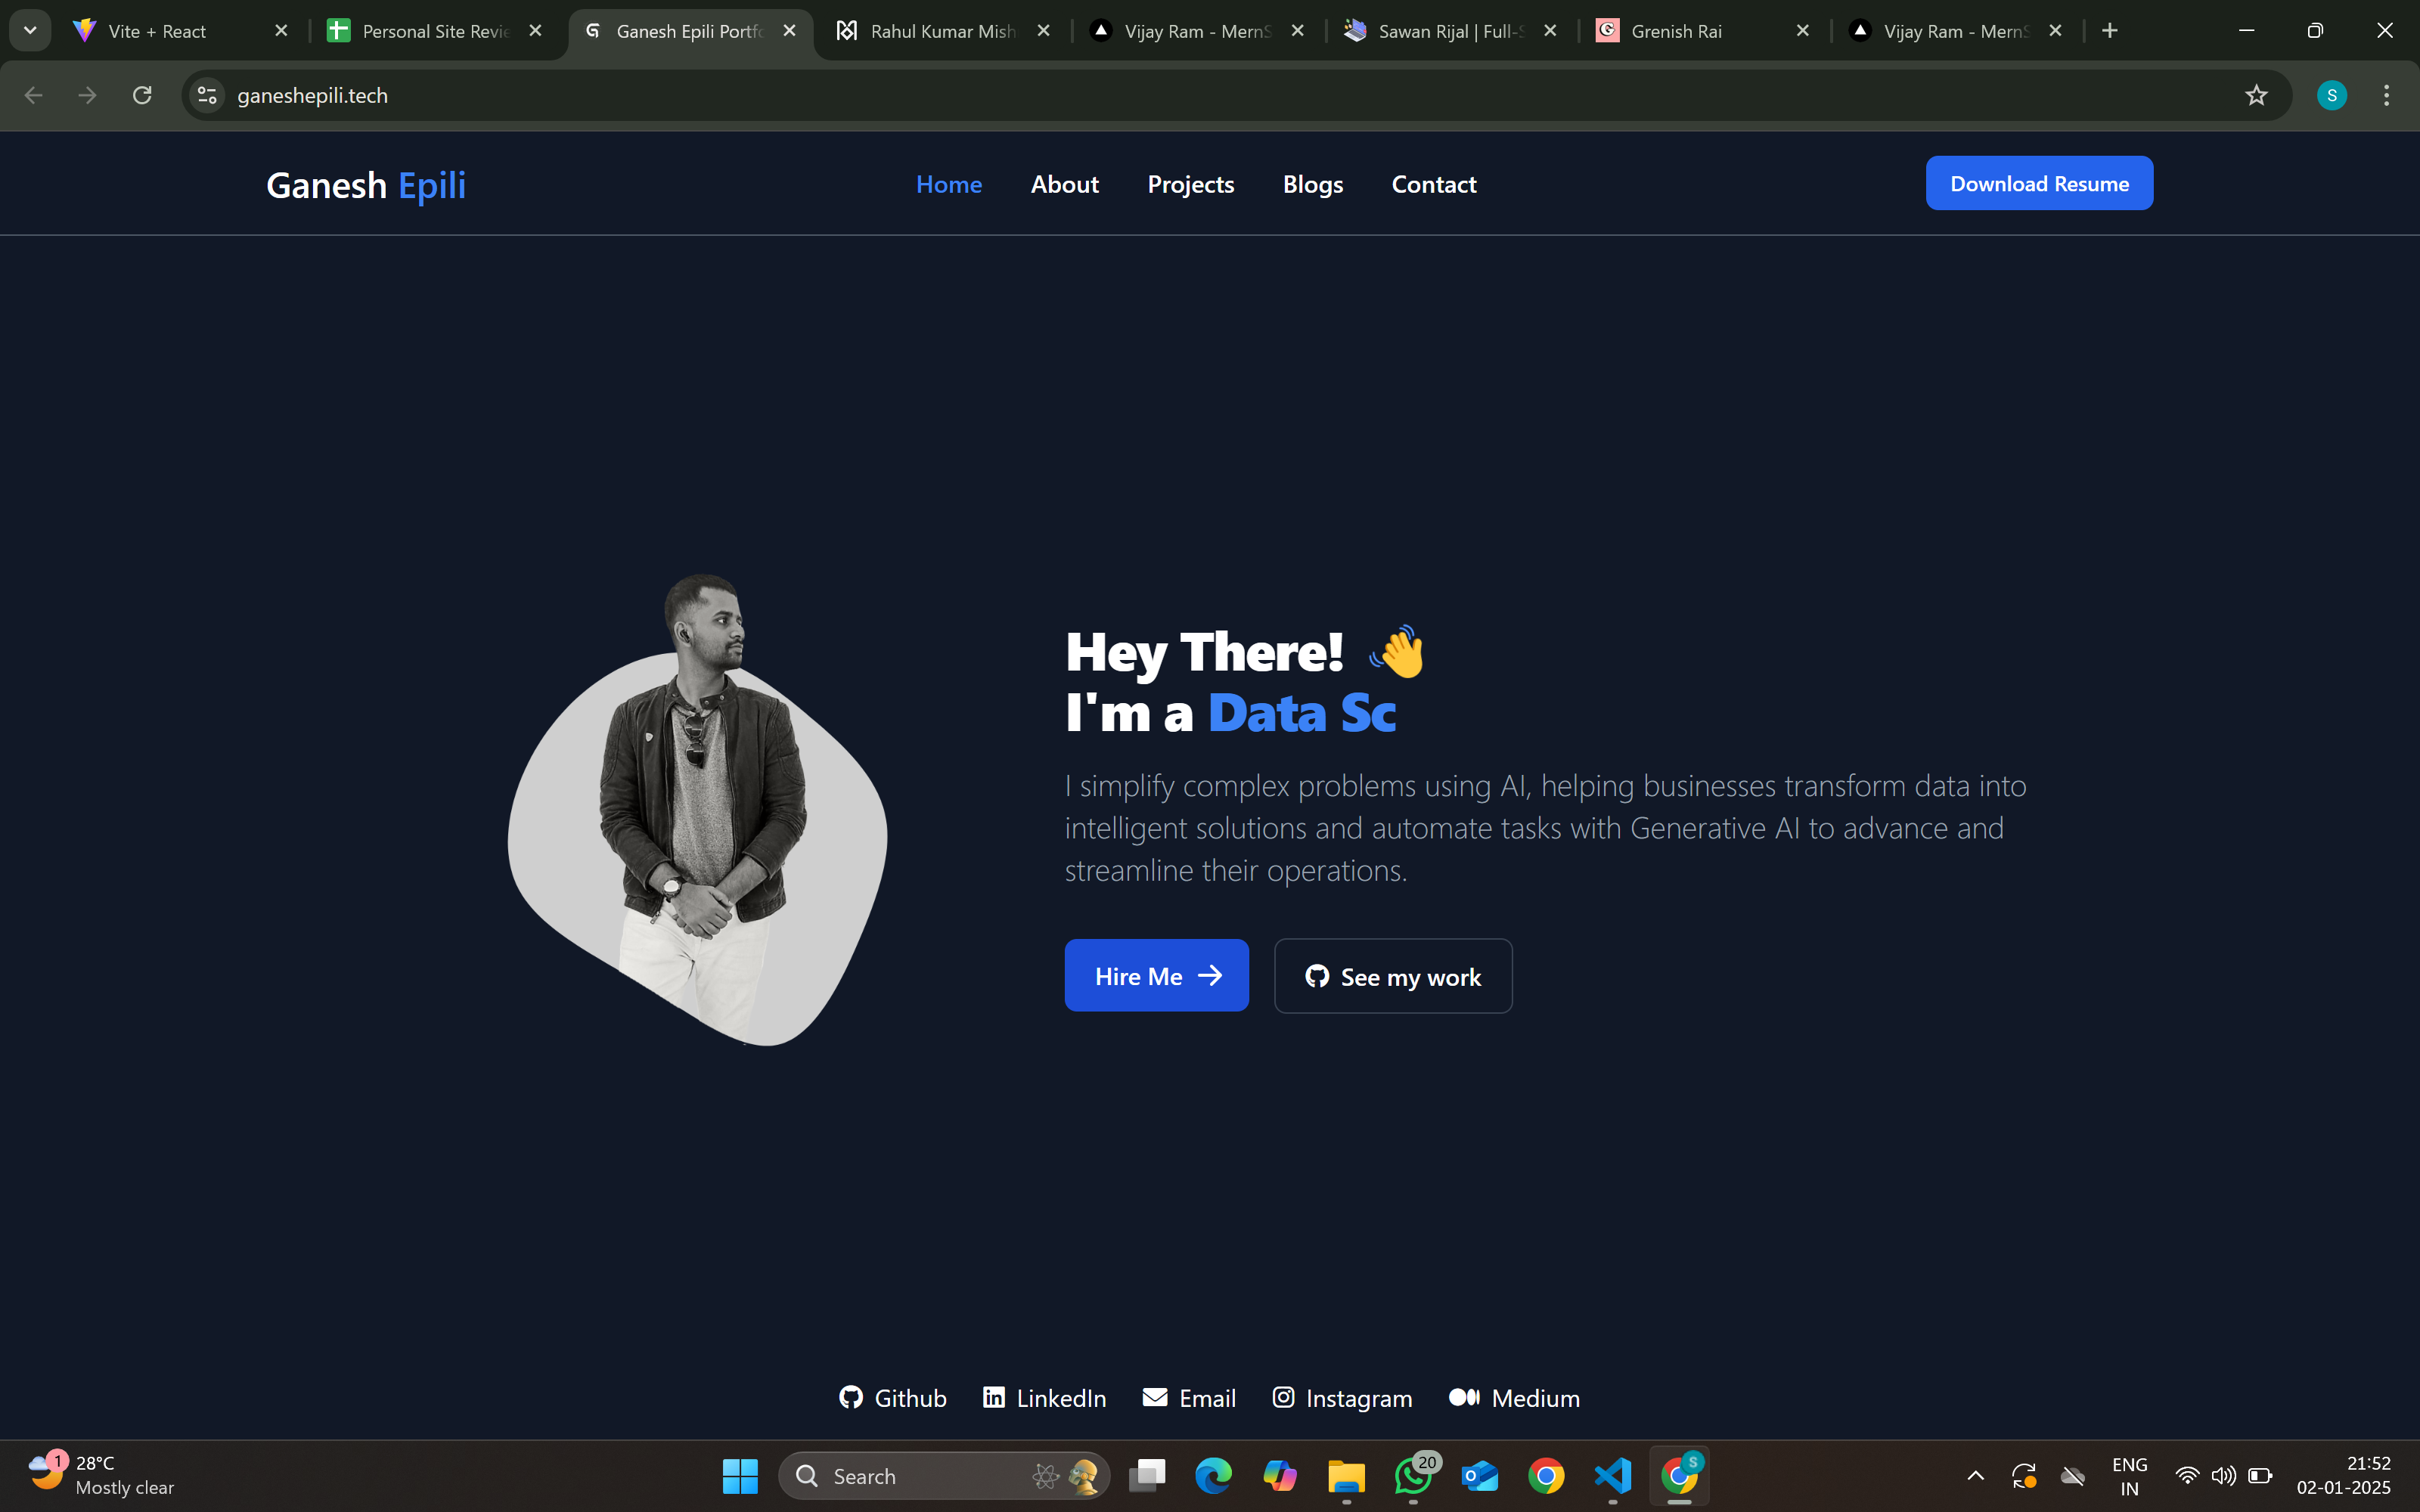 Vite + React
Personal Site Revie
Ganesh Epili Portfo
Rahul Kumar Mish
Vijay Ram - MernS
Sawan Rijal | Full-S
Grenish Rai
Vijay Ram - MernS
ganeshepili.tech
S
Ganesh Epili
Home
About
Projects
Blogs
Contact
Download Resume
Hey There! 👋
I'm a Data Sc
I simplify complex problems using AI, helping businesses transform data into
intelligent solutions and automate tasks with Generative AI to advance and
streamline their operations.
Hire Me →
See my work
Github
LinkedIn
Email
Instagram
Medium
1
28°C
Mostly clear
Search
20
S
ENG
IN
21:52
02-01-2025